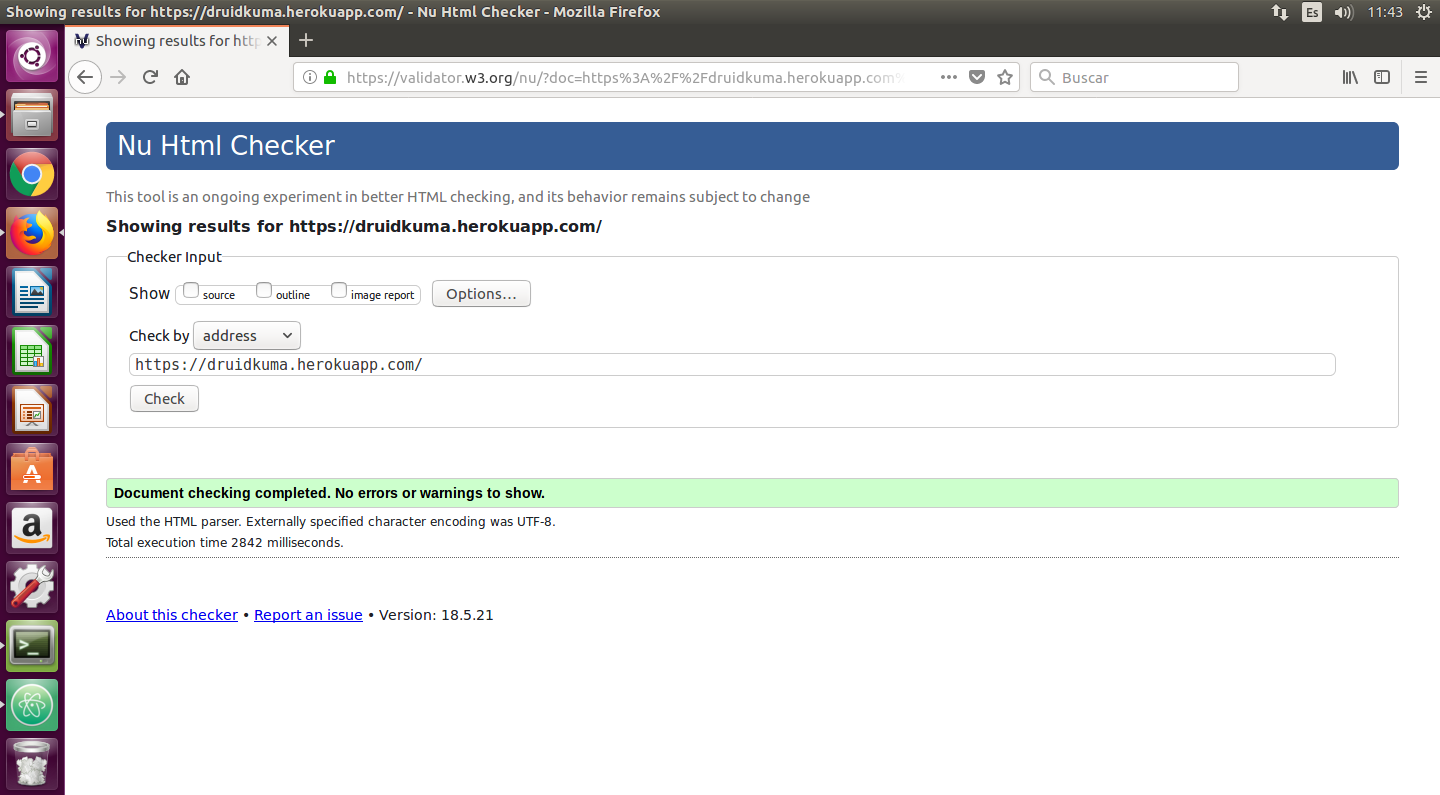 Showing results for https://druidkuma.herokuapp.com/ - Nu Html Checker - Mozilla Firefox
Es
11:43
Showing results for http
https://validator.w3.org/nu/?doc=https%3A%2F%2Fdruidkuma.herokuapp.com%
Buscar
Nu Html Checker
This tool is an ongoing experiment in better HTML checking, and its behavior remains subject to change
Showing results for https://druidkuma.herokuapp.com/
Checker Input
Show source outline image report Options...
Check by address
https://druidkuma.herokuapp.com/
Check
Document checking completed. No errors or warnings to show.
Used the HTML parser. Externally specified character encoding was UTF-8.
Total execution time 2842 milliseconds.
About this checker • Report an issue • Version: 18.5.21